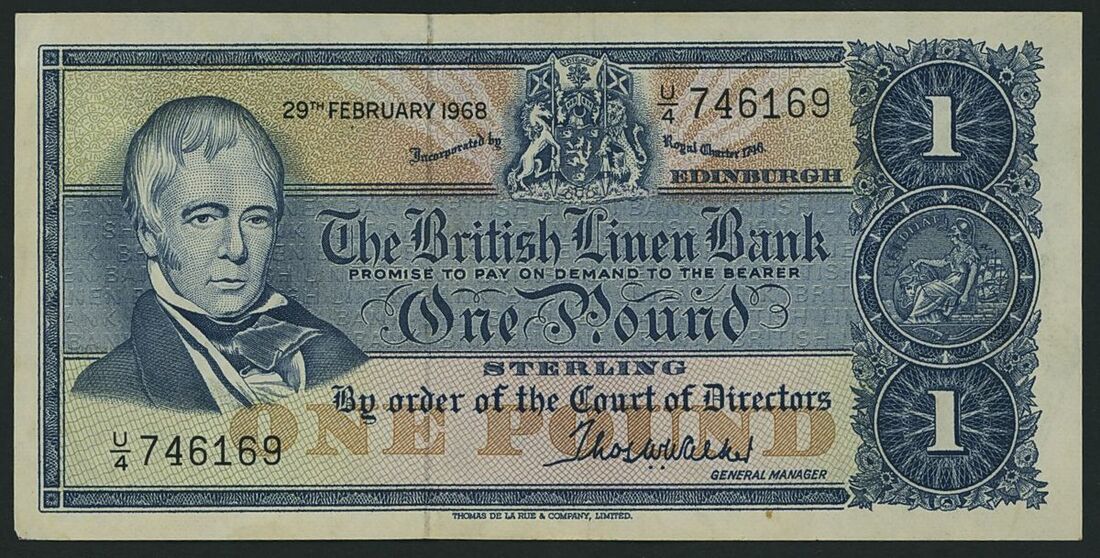 29TH FEBRUARY 1968
U/4 746169
Incorporated by Royal Charter 1746.
EDINBURGH
The British Linen Bank
PROMISE TO PAY ON DEMAND TO THE BEARER
One Pound
STERLING
By order of the Court of Directors
ONE POUND
U/4 746169
Thos W Walker
GENERAL MANAGER
THOMAS DE LA RUE & COMPANY, LIMITED.
1
1